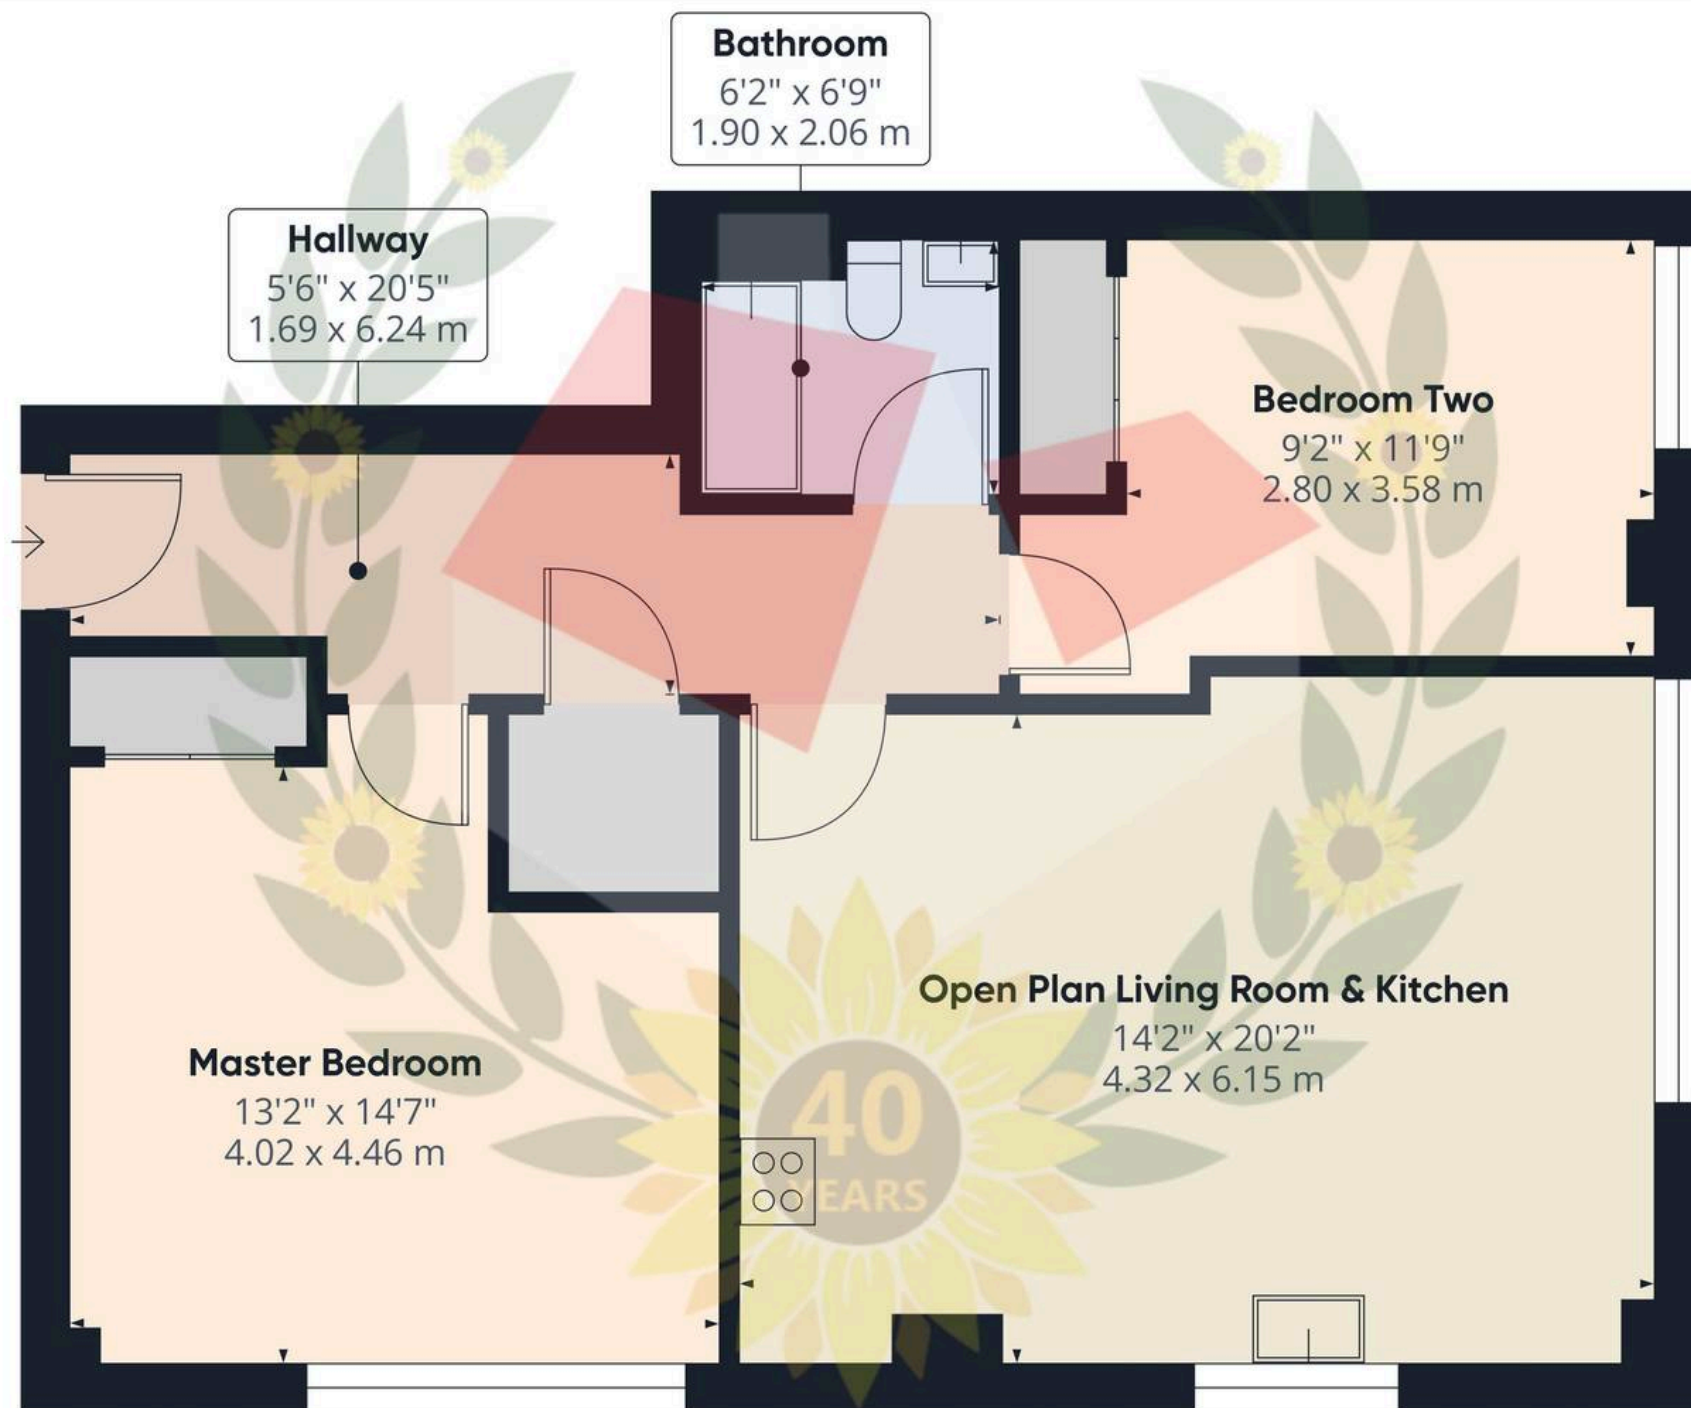 Bathroom
6'2" x 6'9"
1.90 x 2.06 m
Hallway
5'6" x 20'5"
1.69 x 6.24 m
Bedroom Two
9'2" x 11'9"
2.80 x 3.58 m
Open Plan Living Room & Kitchen
14'2" x 20'2"
4.32 x 6.15 m
Master Bedroom
13'2" x 14'7"
4.02 x 4.46 m
40
YEARS